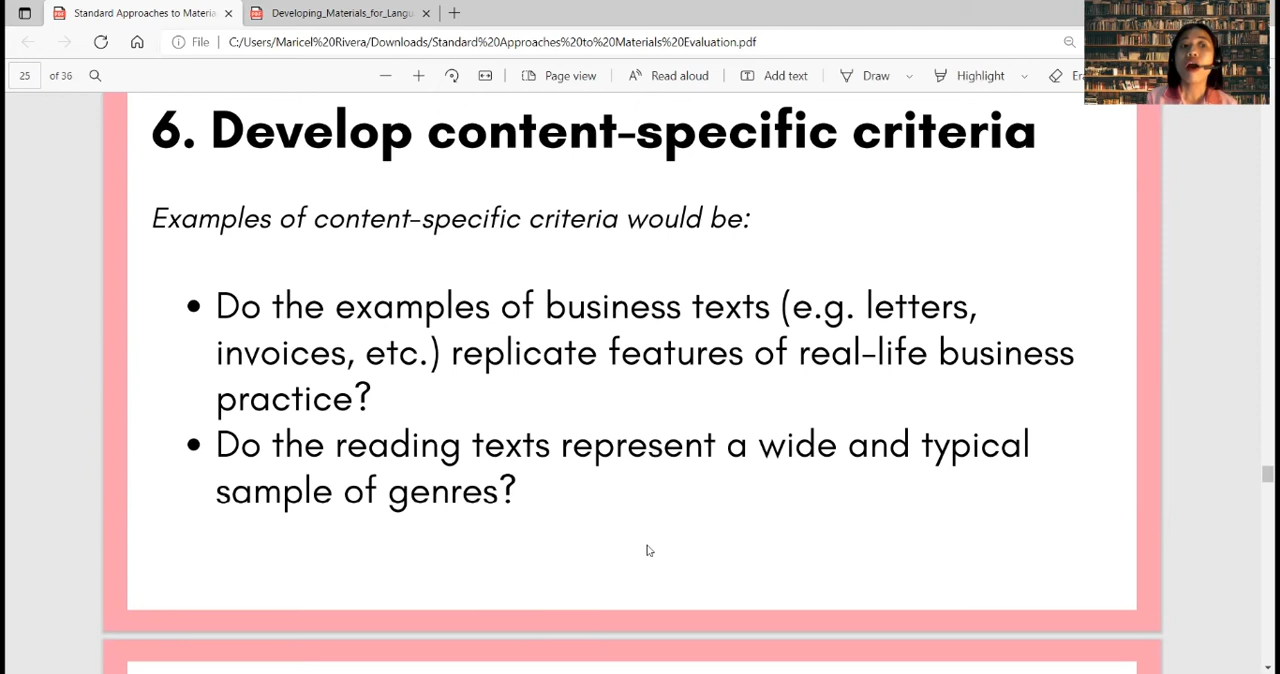 Standard Approaches to Materia
Developing_Materials_for_Langu
File
C:/Users/Maricel%20Rivera/Downloads/Standard%20Approaches%20to%20Materials%20Evaluation.pdf
25 of 36
Page view
Read aloud
Add text
Draw
Highlight
Er
6. Develop content-specific criteria
Examples of content-specific criteria would be:
• Do the examples of business texts (e.g. letters,
invoices, etc.) replicate features of real-life business
practice?
• Do the reading texts represent a wide and typical
sample of genres?